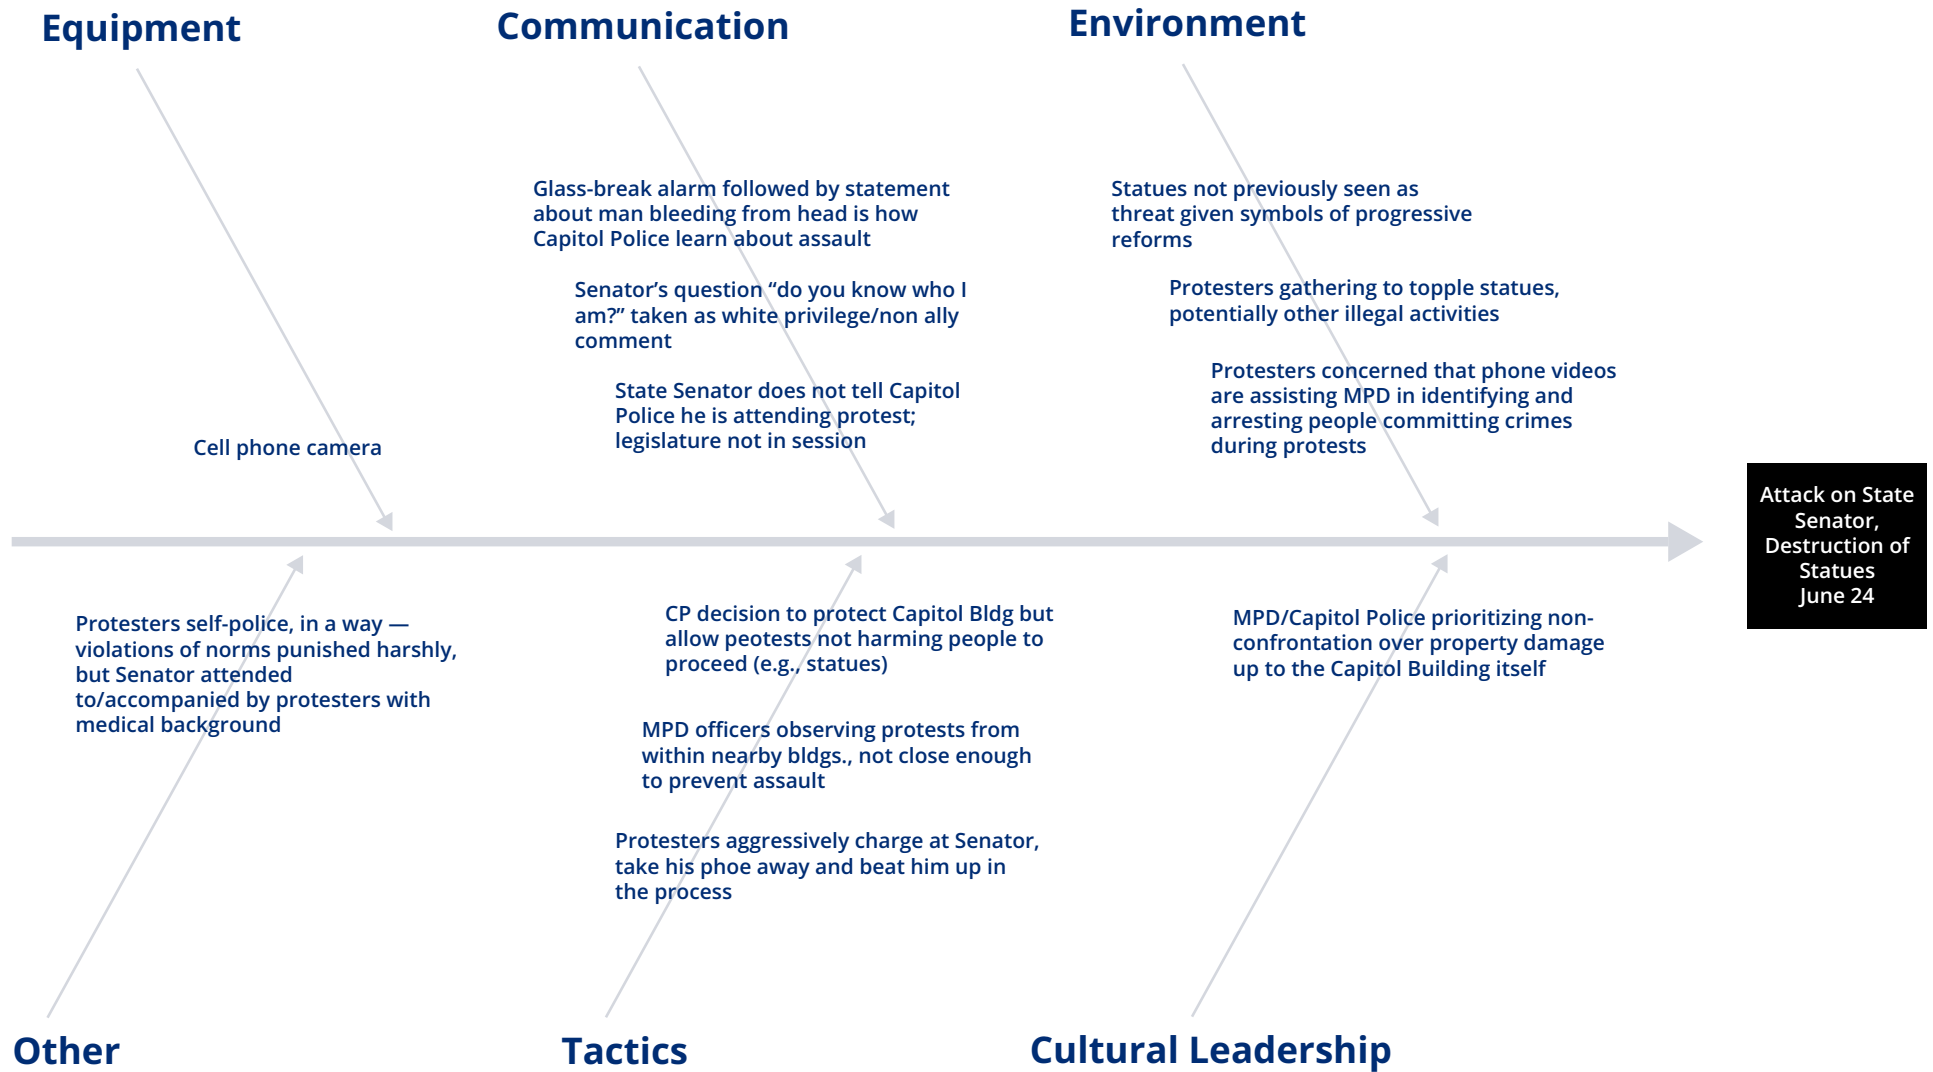 Equipment
Communication
Environment
Glass-break alarm followed by statement
about man bleeding from head is how
Capitol Police learn about assault
Senator’s question “do you know who I
am?” taken as white privilege/non ally
comment
State Senator does not tell Capitol
Police he is attending protest;
legislature not in session
Statues not previously seen as
threat given symbols of progressive
reforms
Protesters gathering to topple statues,
potentially other illegal activities
Protesters concerned that phone videos
are assisting MPD in identifying and
arresting people committing crimes
during protests
Cell phone camera
Attack on State
Senator,
Destruction of
Statues
June 24
Protesters self-police, in a way —
violations of norms punished harshly,
but Senator attended
to/accompanied by protesters with
medical background
CP decision to protect Capitol Bldg but
allow peotests not harming people to
proceed (e.g., statues)
MPD officers observing protests from
within nearby bldgs., not close enough
to prevent assault
Protesters aggressively charge at Senator,
take his phoe away and beat him up in
the process
MPD/Capitol Police prioritizing non-
confrontation over property damage
up to the Capitol Building itself
Other
Tactics
Cultural Leadership